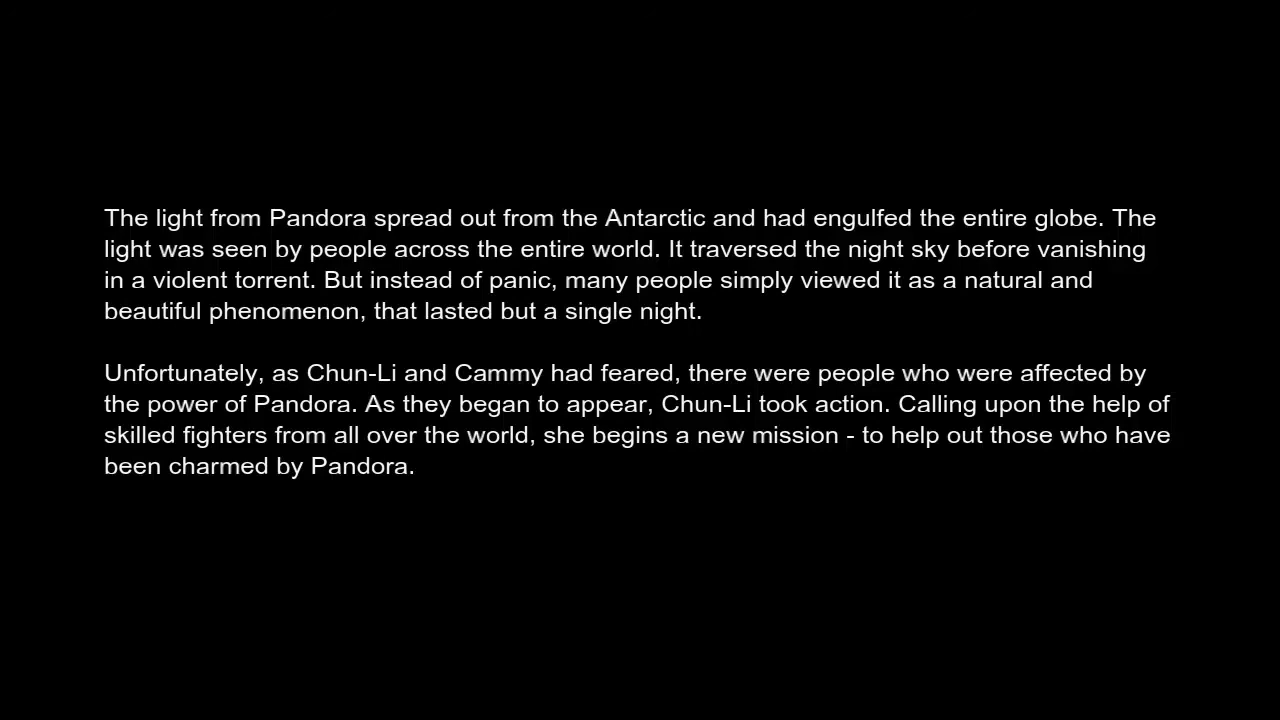 The light from Pandora spread out from the Antarctic and had engulfed the entire globe. The
light was seen by people across the entire world. It traversed the night sky before vanishing
in a violent torrent. But instead of panic, many people simply viewed it as a natural and
beautiful phenomenon, that lasted but a single night.
Unfortunately, as Chun-Li and Cammy had feared, there were people who were affected by
the power of Pandora. As they began to appear, Chun-Li took action. Calling upon the help of
skilled fighters from all over the world, she begins a new mission - to help out those who have
been charmed by Pandora.